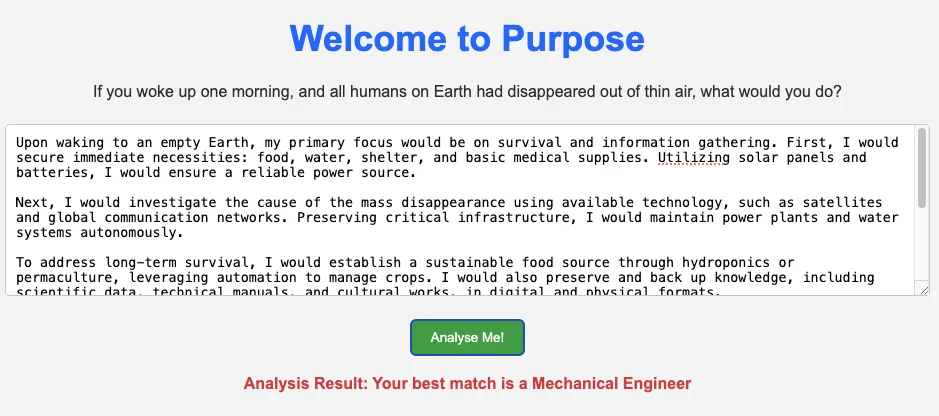 Welcome to Purpose
If you woke up one morning, and all humans on Earth had disappeared out of thin air, what would you do?
Upon waking to an empty Earth, my primary focus would be on survival and information gathering. First, I would
secure immediate necessities: food, water, shelter, and basic medical supplies. Utilizing solar panels and
batteries, I would ensure a reliable power source.
Next, I would investigate the cause of the mass disappearance using available technology, such as satellites
and global communication networks. Preserving critical infrastructure, I would maintain power plants and water
systems autonomously.
To address long-term survival, I would establish a sustainable food source through hydroponics or
permaculture, leveraging automation to manage crops. I would also preserve and back up knowledge, including
scientific data, technical manuals, and cultural works, in digital and physical formats.
Analyse Me!
Analysis Result: Your best match is a Mechanical Engineer